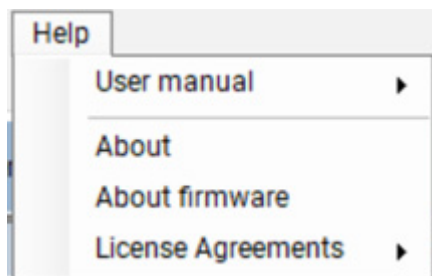 Help
User manual
About
About firmware
License Agreements